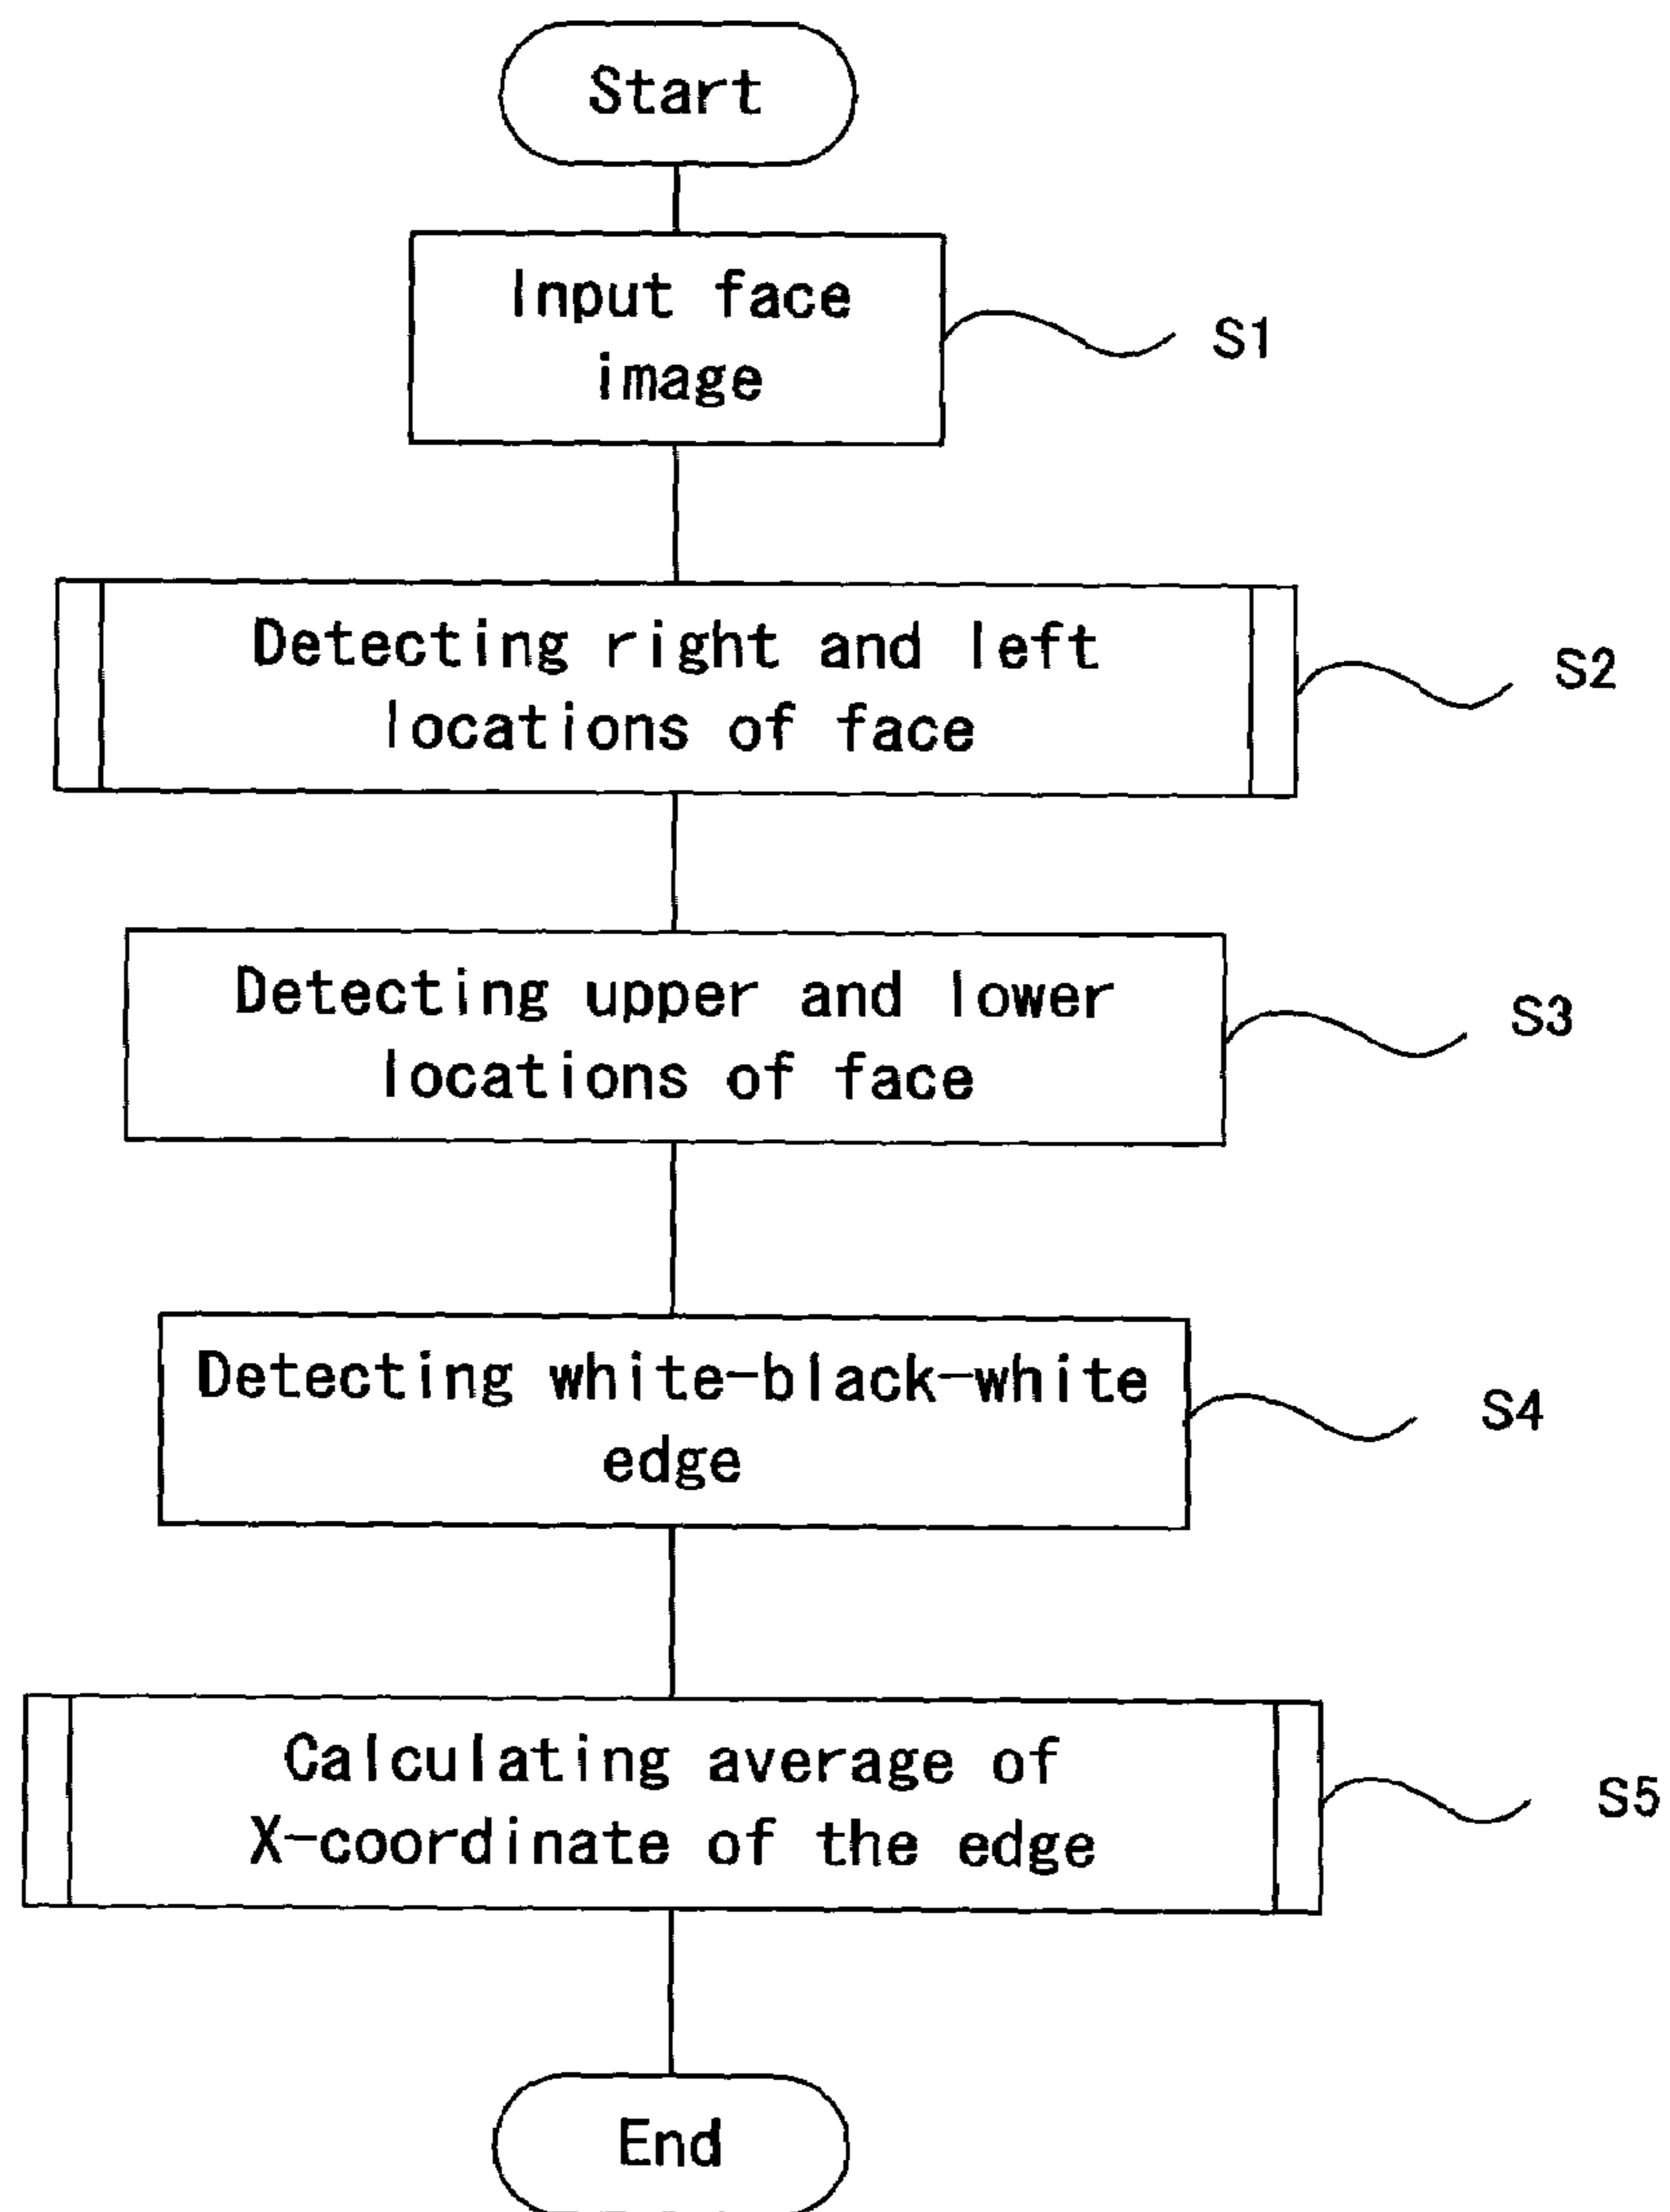 Start
Input face
image
S1
Detecting right and left
locations of face
S2
Detecting upper and lower
locations of face
S3
Detecting white-black-white
edge
S4
Calculating average of
X-coordinate of the edge
S5
End